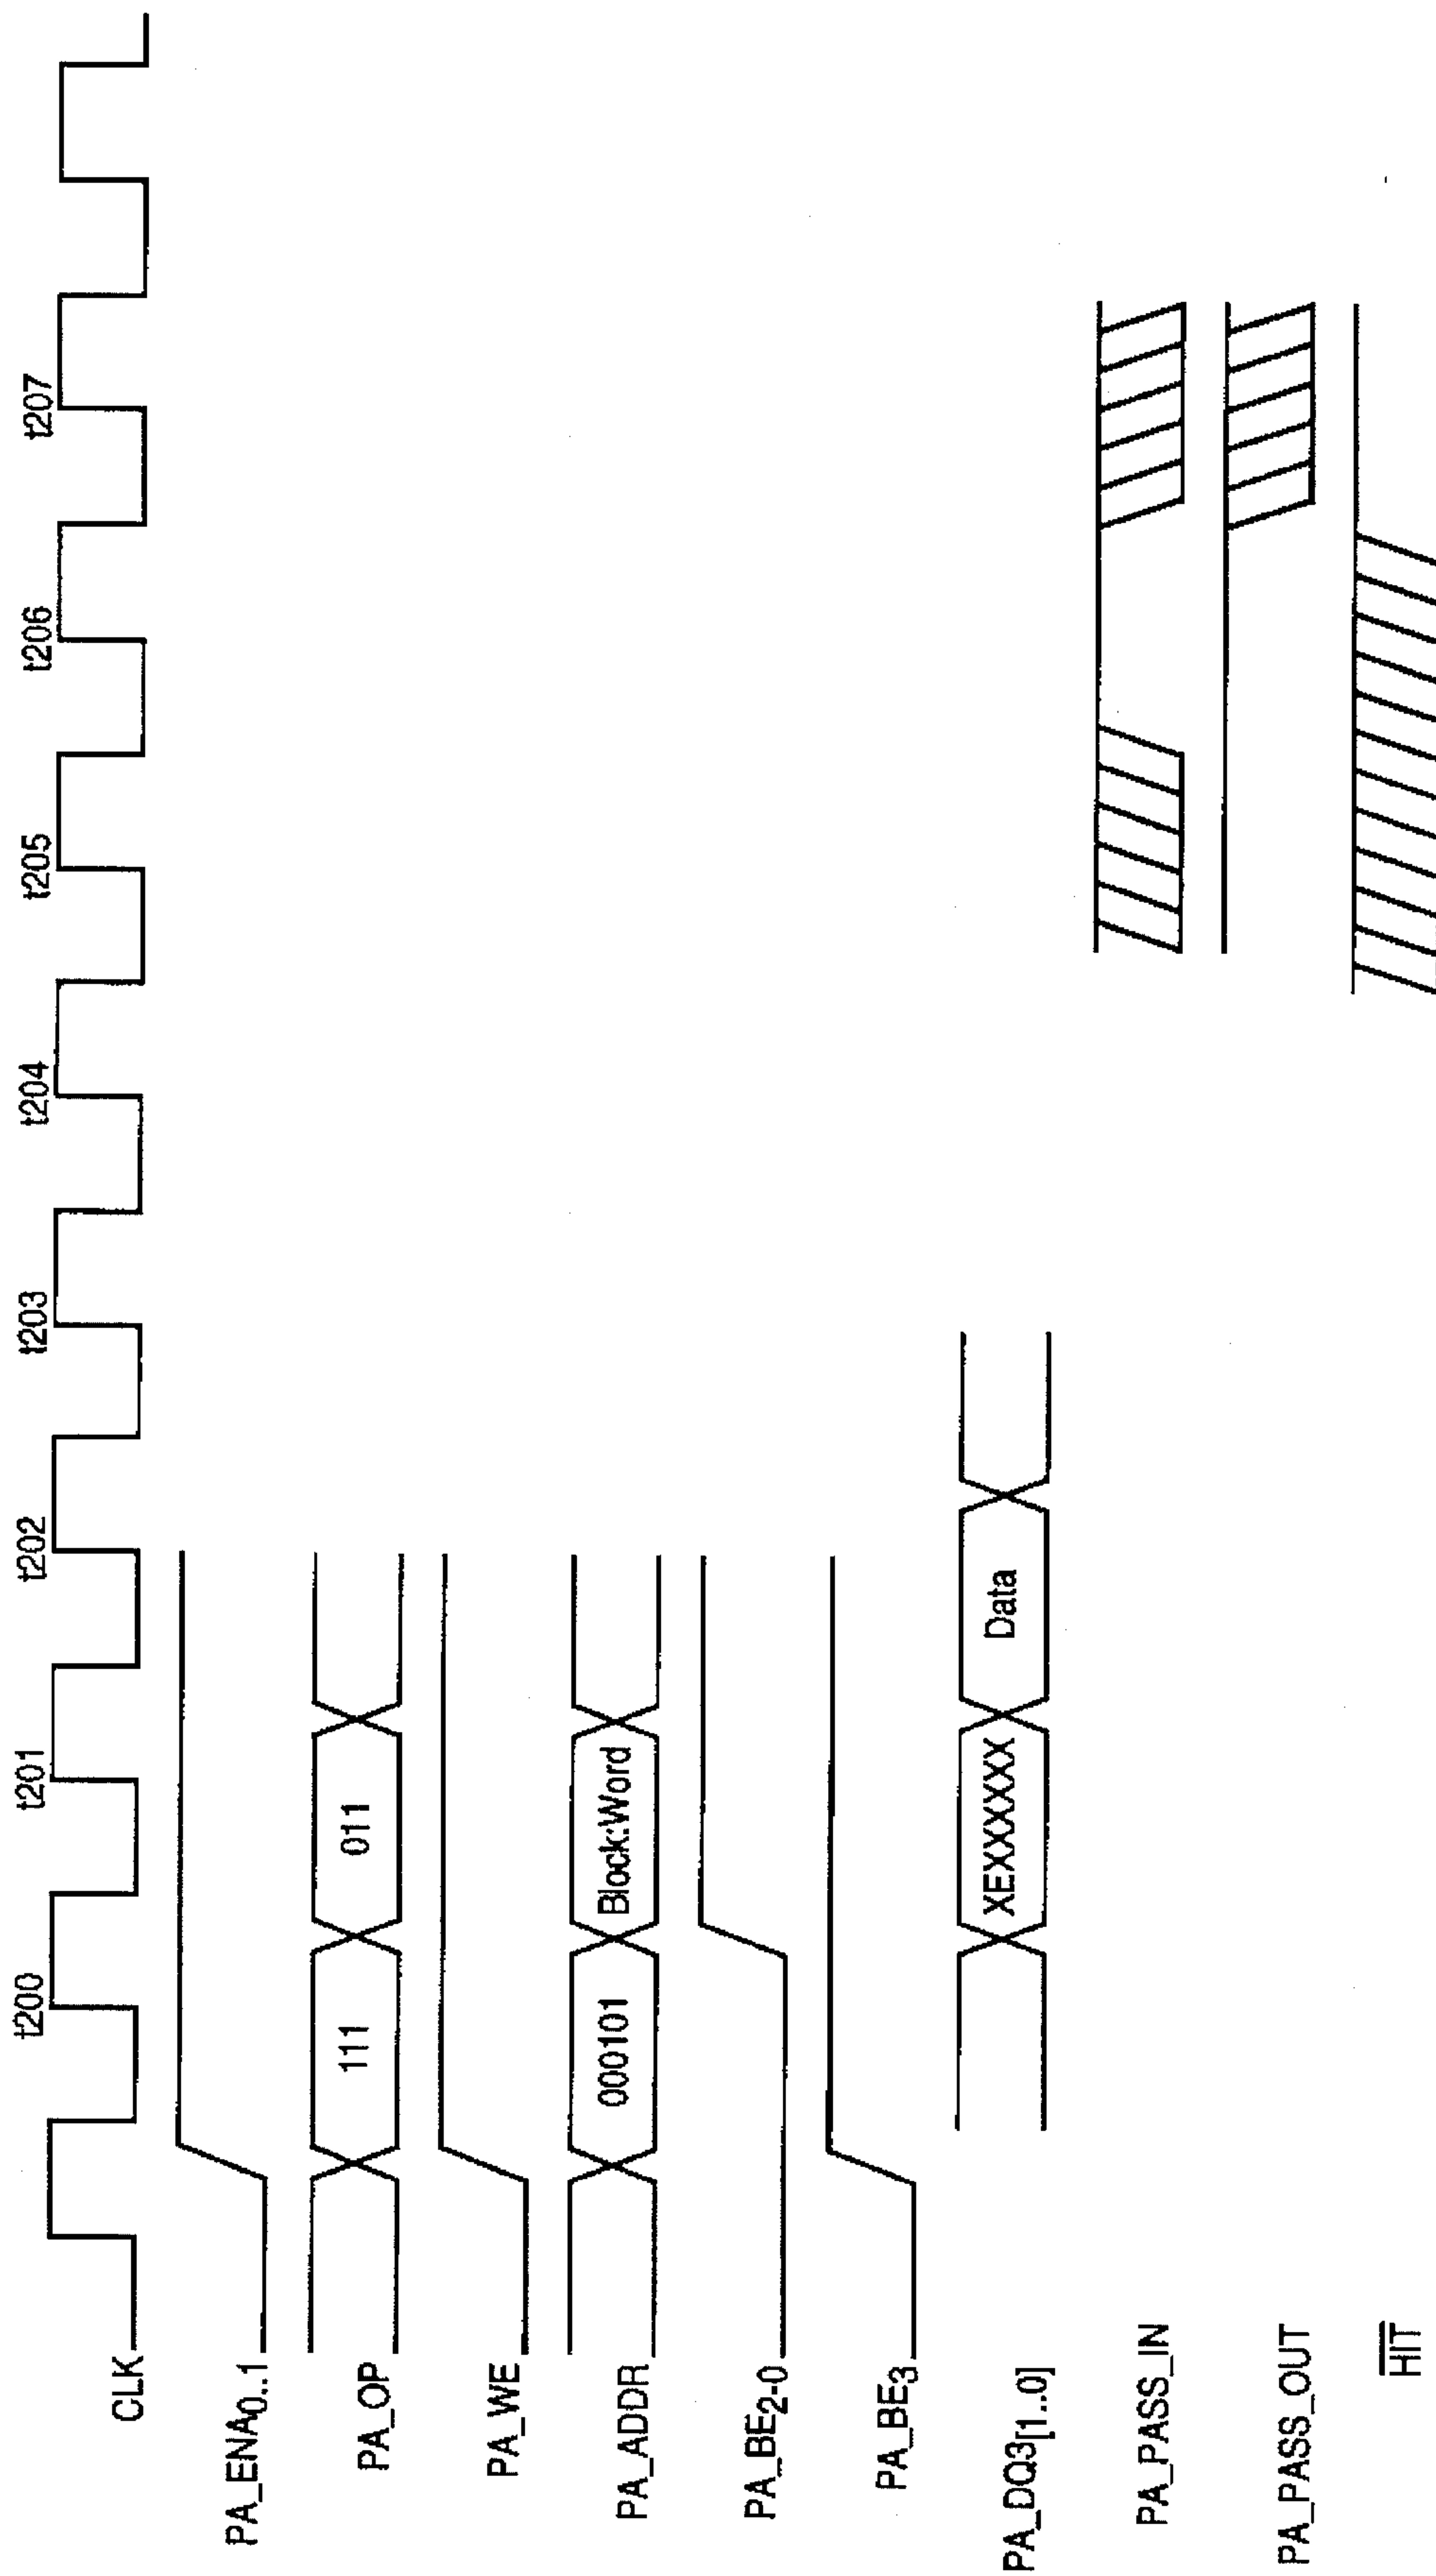 t200 t201 t202 t203 t204 t205 t206 t207
CLK
PA_ENA0..1
PA_OP 111 011
PA_WE
PA_ADDR 000101 Block:Word
PA_BE2-0
PA_BE3
PA_DQ3[1..0] XEXXXXXX Data
PA_PASS_IN
PA_PASS_OUT
HIT